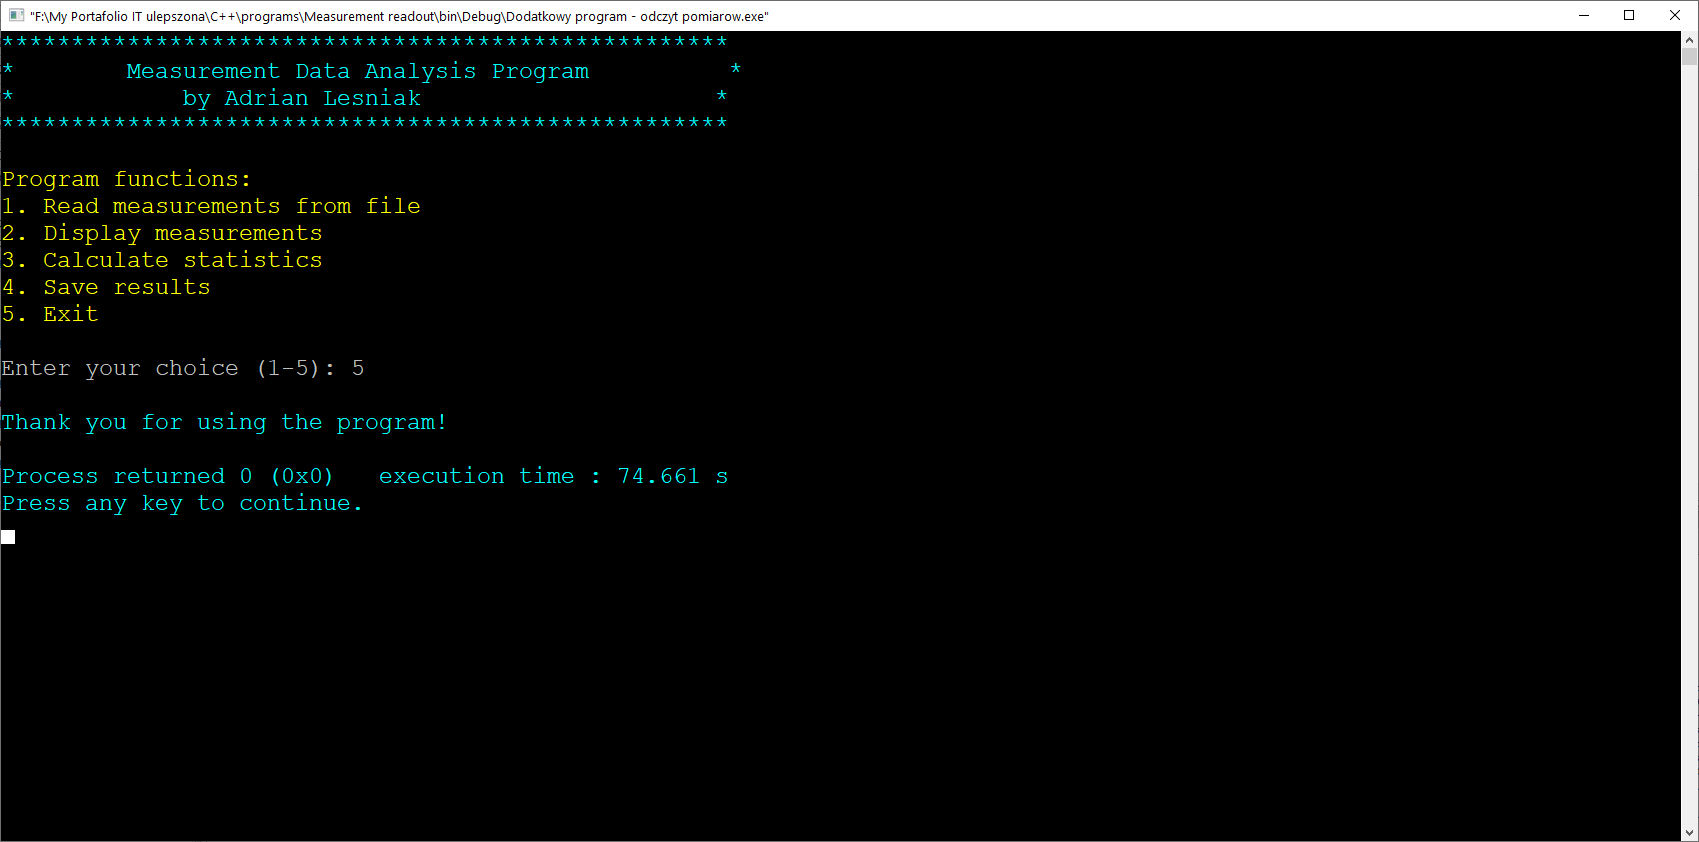 "F:\My Portafolio IT ulepszona\C++\programs\Measurement readout\bin\Debug\Dodatkowy program - odczyt pomiarow.exe"
****************************************************
*        Measurement Data Analysis Program          *
*            by Adrian Lesniak                     *
****************************************************
Program functions:
1. Read measurements from file
2. Display measurements
3. Calculate statistics
4. Save results
5. Exit
Enter your choice (1-5): 5
Thank you for using the program!
Process returned 0 (0x0)   execution time : 74.661 s
Press any key to continue.